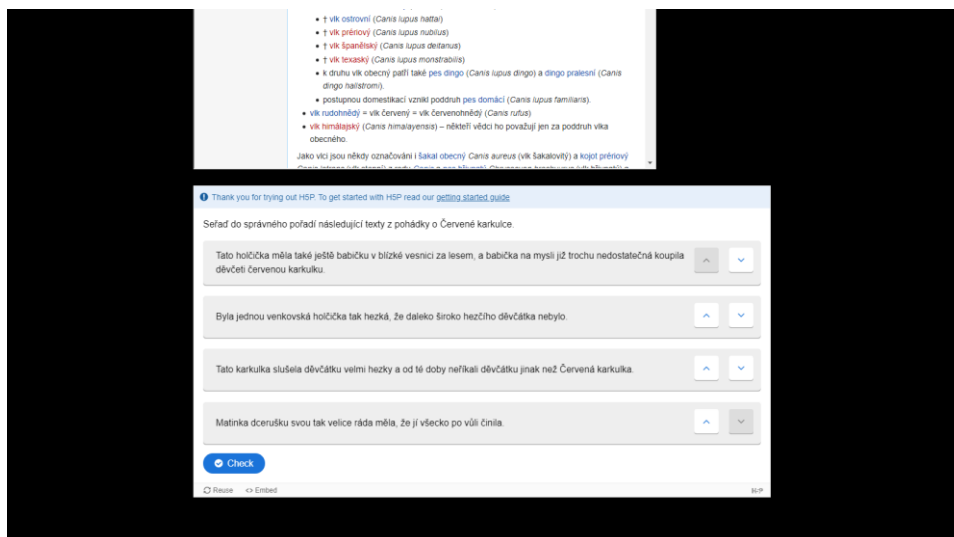 † vlk ostrovní (Canis lupus hattai)
† vlk prériový (Canis lupus nubilus)
† vlk španělský (Canis lupus deitanus)
† vlk texaský (Canis lupus monstrabilis)
k druhu vlk obecný patří také pes dingo (Canis lupus dingo) a dingo pralesní (Canis
dingo hallstromi).
postupnou domestikací vznikl poddruh pes domácí (Canis lupus familiaris).
vlk rudohnědý = vlk červený = vlk červenohnědý (Canis rufus)
vlk himálajský (Canis himalayensis) – někteří vědci ho považují jen za poddruh vlka
obecného.
Jako vlci jsou někdy označováni i šakal obecný Canis aureus (vlk šakalovitý) a kojot prériový
Thank you for trying out H5P. To get started with H5P read our getting started guide
Seřaď do správného pořadí následující texty z pohádky o Červené karkulce.
Tato holčička měla také ještě babičku v blízké vesnici za lesem, a babička na mysli již trochu nedostatečná koupila
děvčeti červenou karkulku.
Byla jednou venkovská holčička tak hezká, že daleko široko hezčího děvčátka nebylo.
Tato karkulka slušela děvčátku velmi hezky a od té doby neříkali děvčátku jinak než Červená karkulka.
Matinka dcerušku svou tak velice ráda měla, že jí všecko po vůli činila.
Check
Reuse <> Embed
H5P